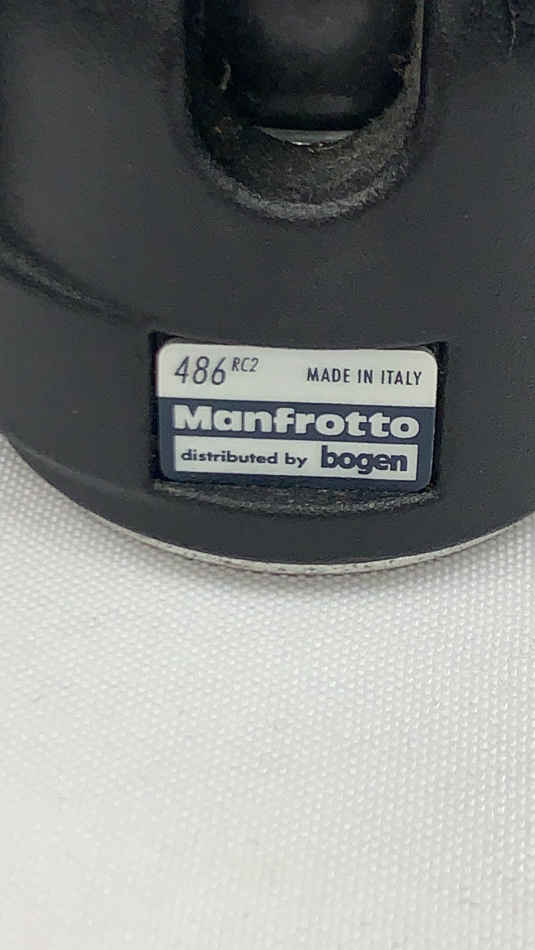 486 RC2 MADE IN ITALY
Manfrotto
distributed by bogen